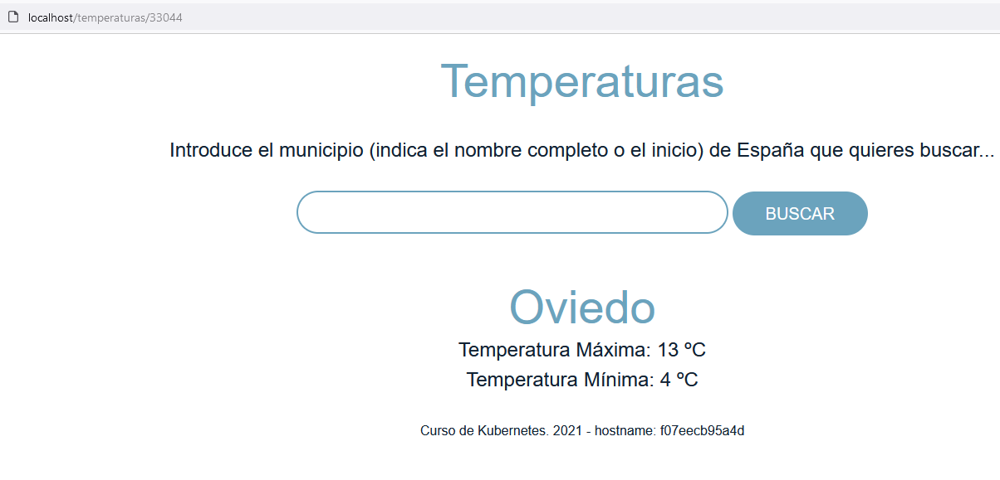 localhost/temperaturas/33044
Temperaturas
Introduce el municipio (indica el nombre completo o el inicio) de España que quieres buscar...
BUSCAR
Oviedo
Temperatura Máxima: 13 ºC
Temperatura Mínima: 4 ºC
Curso de Kubernetes. 2021 - hostname: f07eecb95a4d